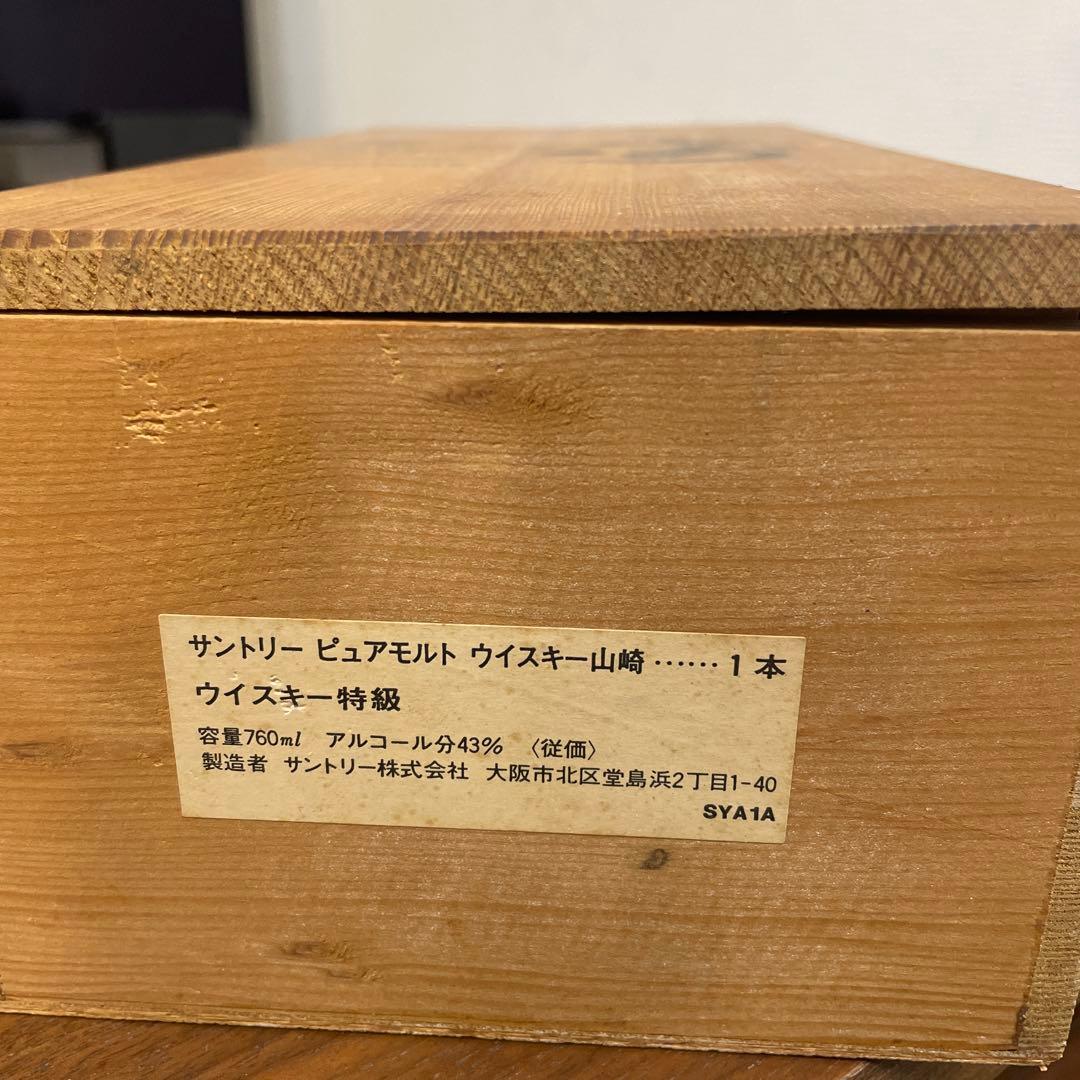 サントリー ピュアモルト ウイスキー山崎 ⋯⋯ 1本
ウイスキー特級
容量760ml アルコール分43% 〈従価〉
製造者 サントリー株式会社 大阪市北区堂島浜2丁目1-40
SYA1A